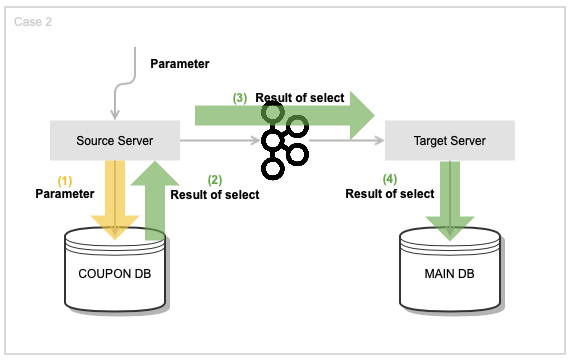 Case 2
Parameter
(3) Result of select
Source Server
Target Server
(1)
Parameter
(2)
Result of select
(4)
Result of select
COUPON DB
MAIN DB